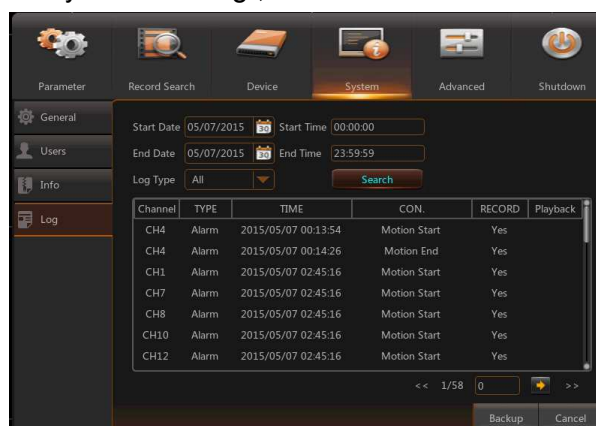 Parameter Record Search Device System Advanced Shutdown
General
Users
Info
Log
Start Date 05/07/2015 30 Start Time 00:00:00
End Date 05/07/2015 30 End Time 23:59:59
Log Type All Search
Channel TYPE TIME CON. RECORD Playback
CH4 Alarm 2015/05/07 00:13:54 Motion Start Yes
CH4 Alarm 2015/05/07 00:14:26 Motion End Yes
CH1 Alarm 2015/05/07 02:45:16 Motion Start Yes
CH7 Alarm 2015/05/07 02:45:16 Motion Start Yes
CH8 Alarm 2015/05/07 02:45:16 Motion Start Yes
CH10 Alarm 2015/05/07 02:45:16 Motion Start Yes
CH12 Alarm 2015/05/07 02:45:16 Motion Start Yes
<< 1/58 0 >>
Backup Cancel